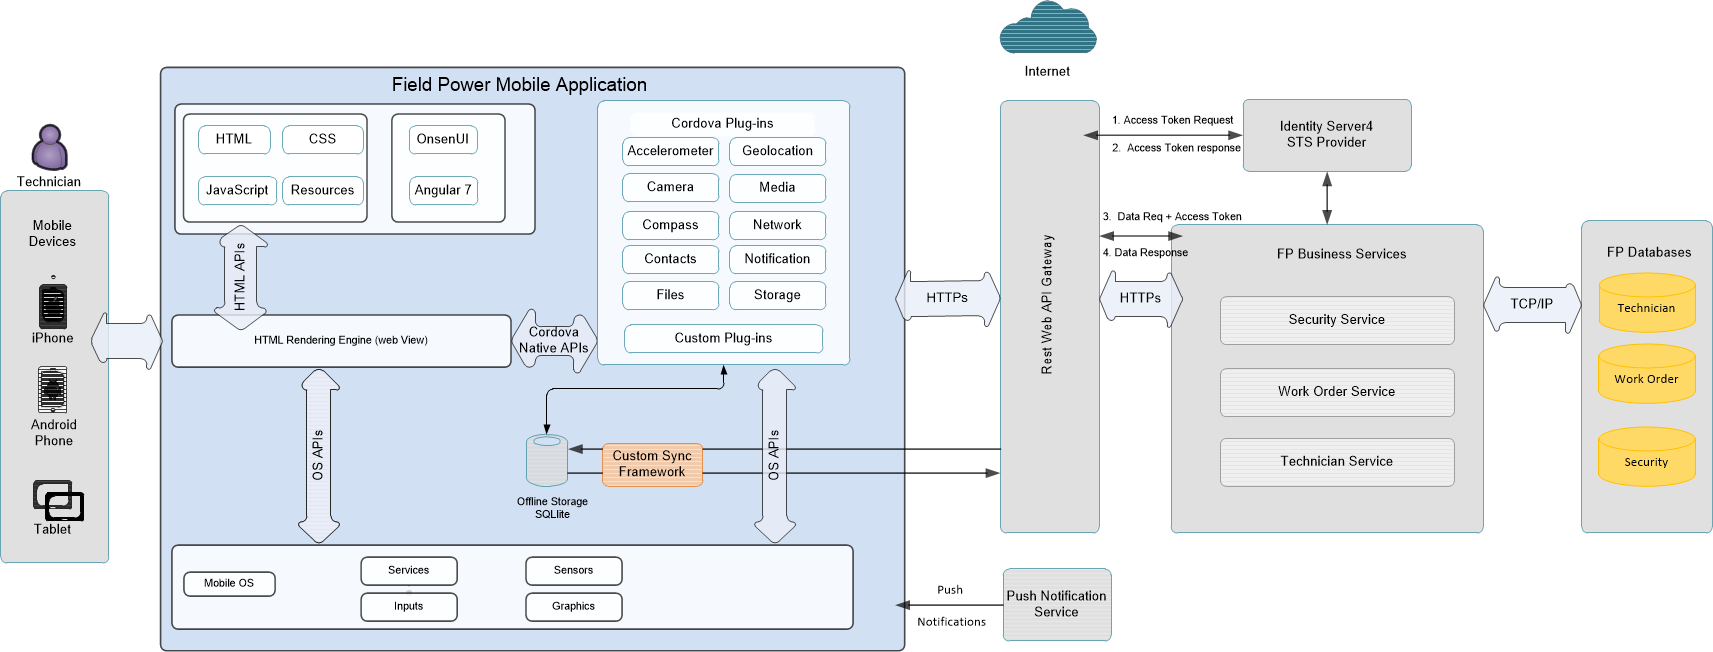 Internet
Field Power Mobile Application
HTML
CSS
JavaScript
Resources
OnsenUI
Angular 7
Cordova Plug-ins
Accelerometer
Geolocation
Camera
Media
Compass
Network
Contacts
Notification
Files
Storage
Custom Plug-ins
Technician
Mobile
Devices
iPhone
Android
Phone
Tablet
HTML APIs
HTML Rendering Engine (web View)
Cordova
Native APIs
OS APIs
OS APIs
Offline Storage
SQLlite
Custom Sync
Framework
Mobile OS
Services
Inputs
Sensors
Graphics
HTTPs
Rest Web API Gateway
1. Access Token Request
2. Access Token response
Identity Server4
STS Provider
3. Data Req + Access Token
4. Data Response
HTTPs
FP Business Services
Security Service
Work Order Service
Technician Service
TCP/IP
FP Databases
Technician
Work Order
Security
Push
Notifications
Push Notification
Service